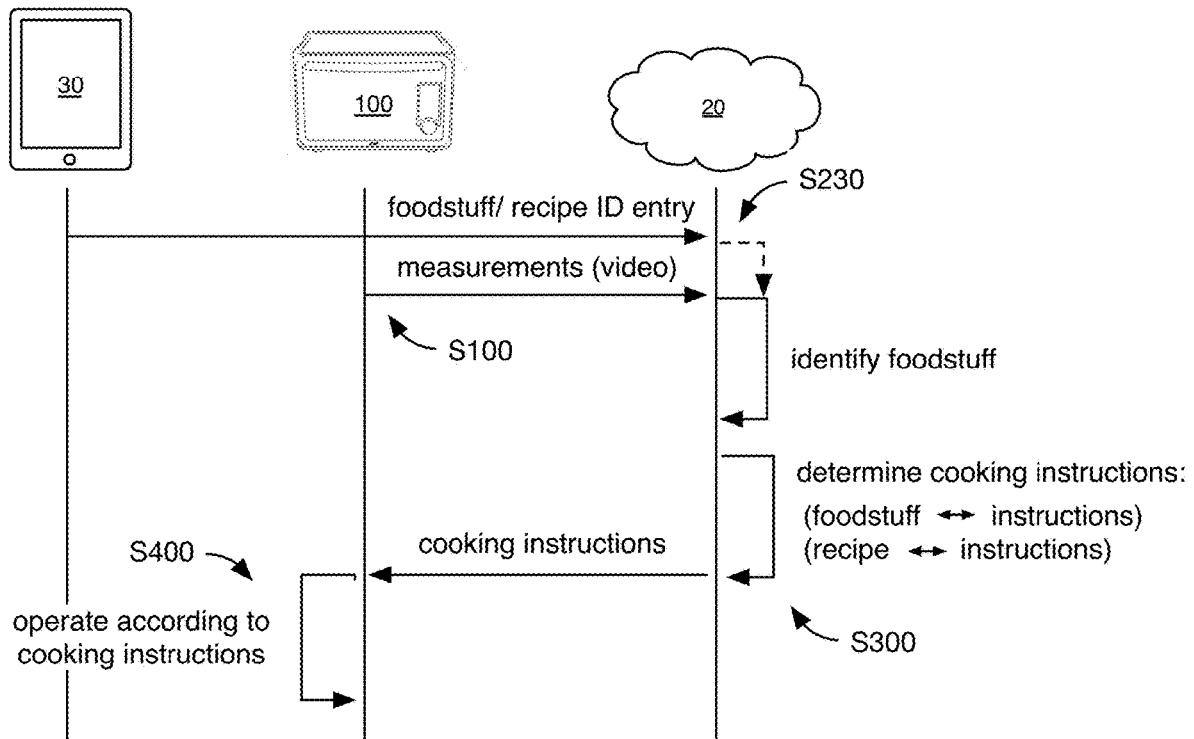 30
100
20
S230
foodstuff/ recipe ID entry
measurements (video)
S100
identify foodstuff
determine cooking instructions:
(foodstuff ↔ instructions)
(recipe ↔ instructions)
cooking instructions
S400
operate according to
cooking instructions
S300